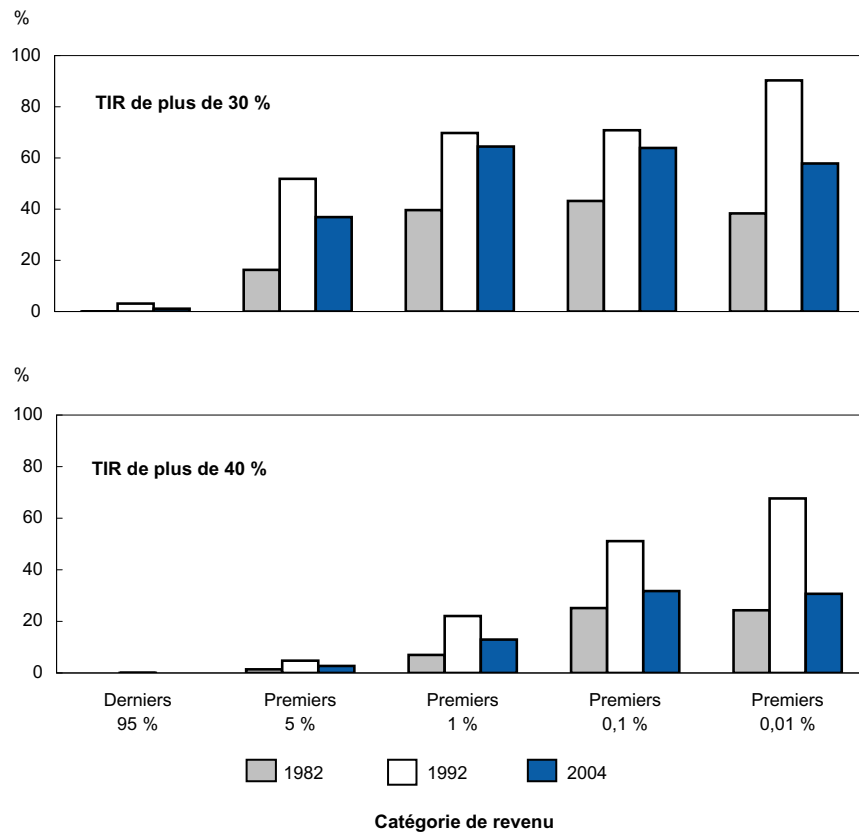 %
100
80
60
40
20
0
TIR de plus de 30 %
%
100
80
60
40
20
0
TIR de plus de 40 %
Derniers
95 %
Premiers
5 %
Premiers
1 %
Premiers
0,1 %
Premiers
0,01 %
1982
1992
2004
Catégorie de revenu